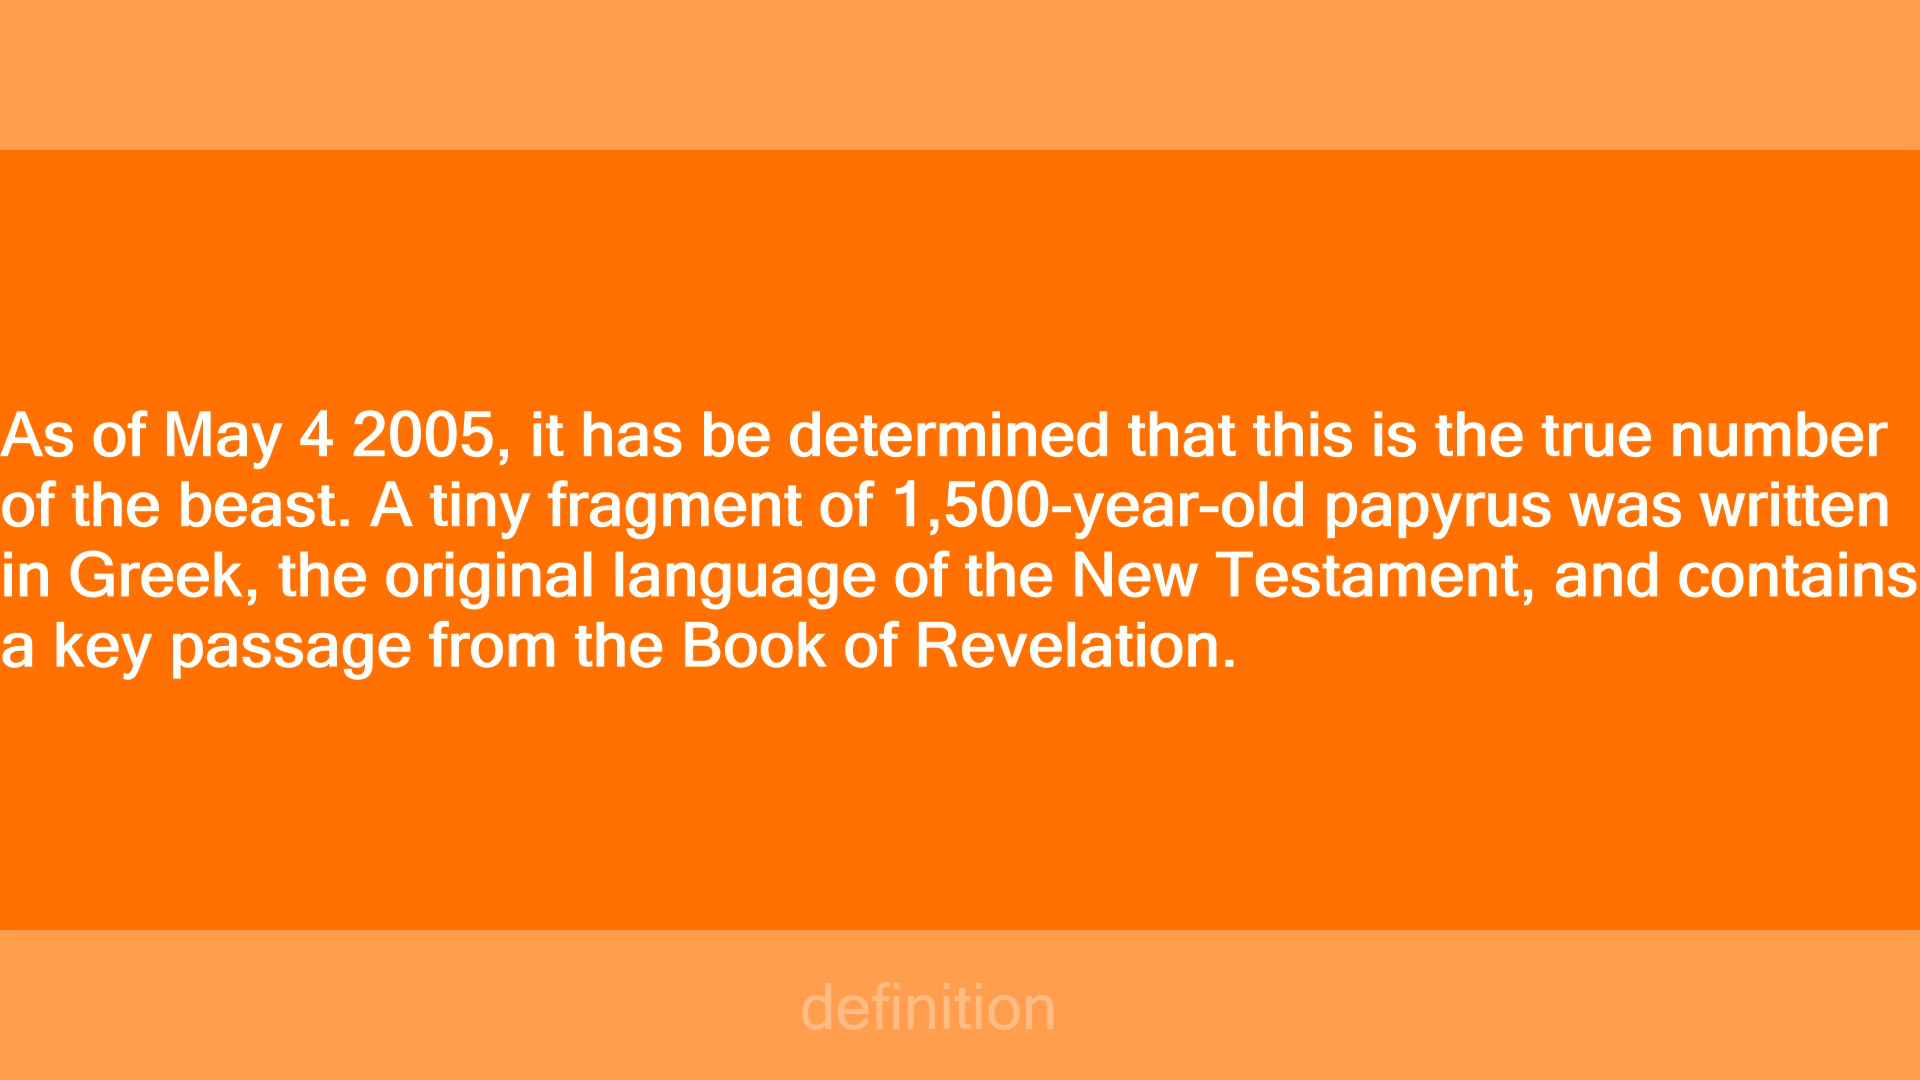 As of May 4 2005, it has be determined that this is the true number
of the beast. A tiny fragment of 1,500-year-old papyrus was written
in Greek, the original language of the New Testament, and contains
a key passage from the Book of Revelation.
definition